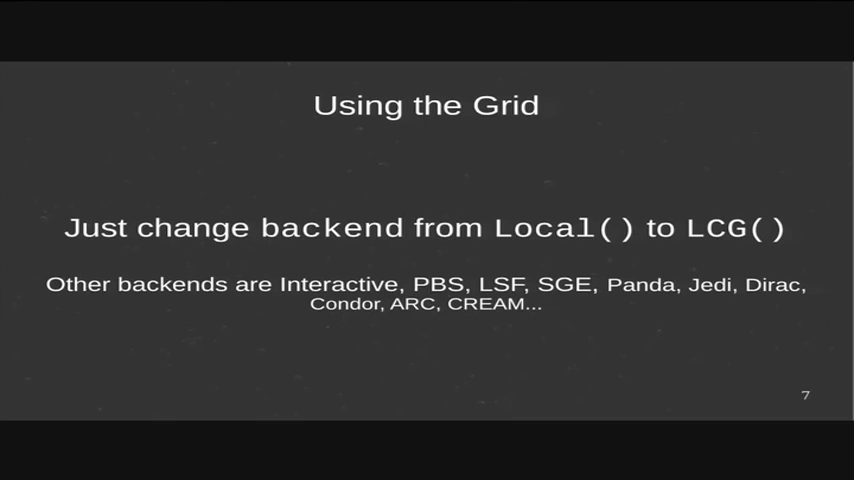 Using the Grid
Just change backend from Local() to LCG()
Other backends are Interactive, PBS, LSF, SGE, Panda, Jedi, Dirac,
Condor, ARC, CREAM...
7